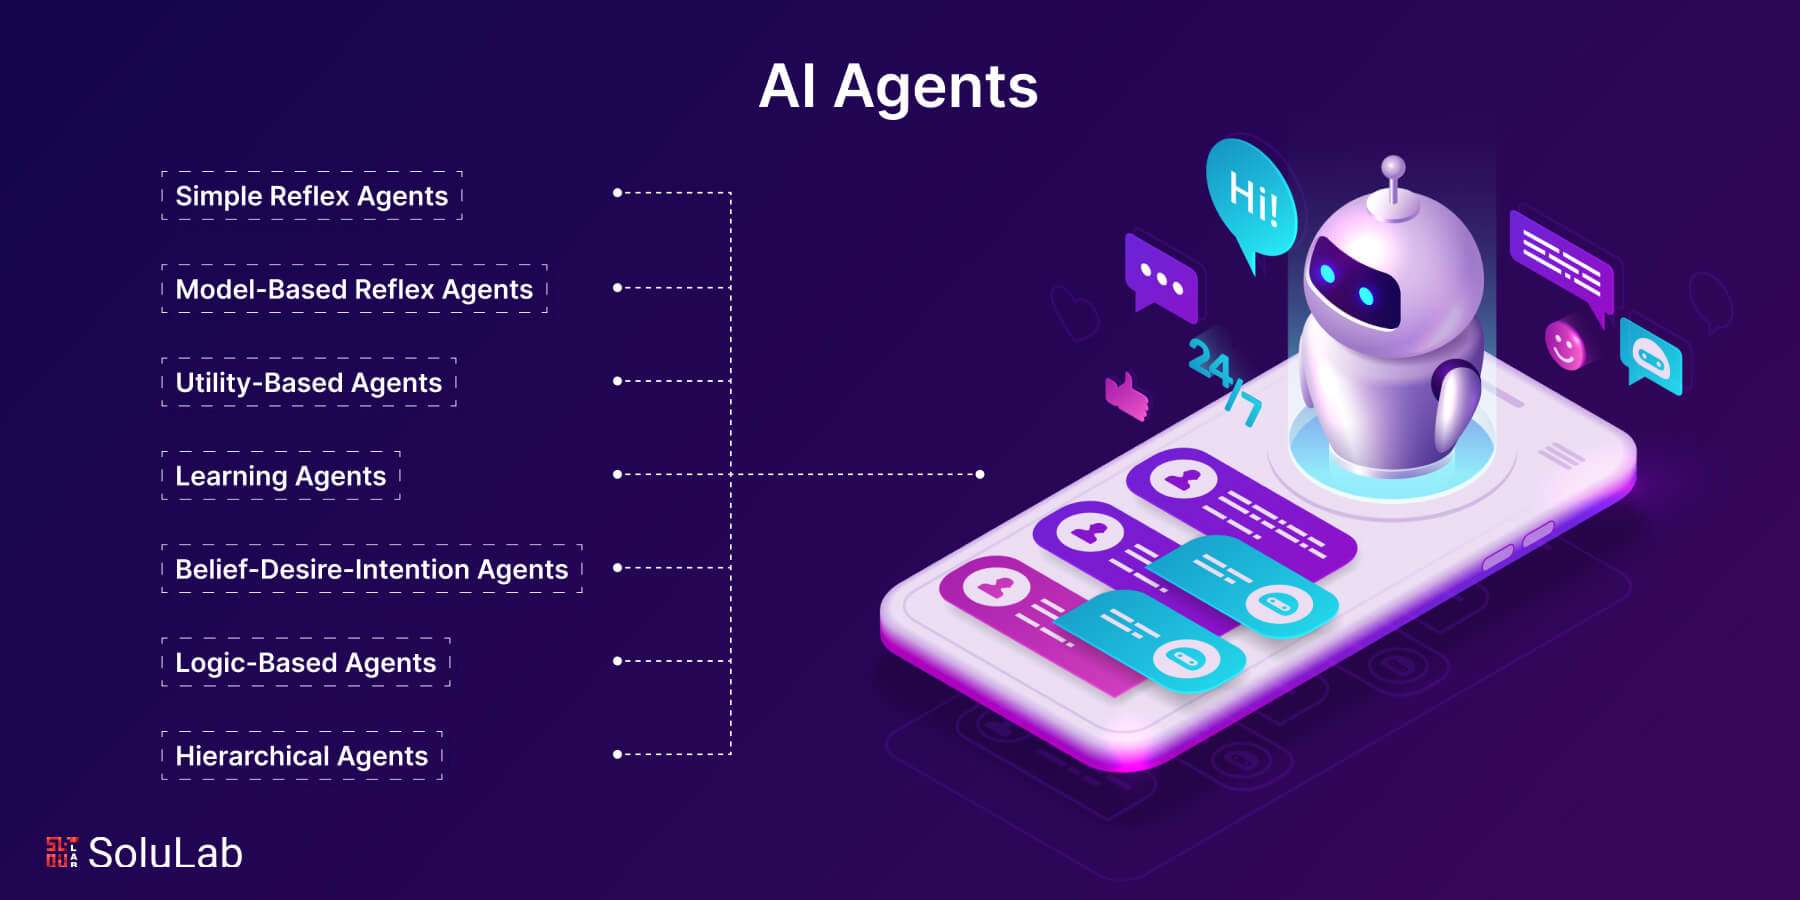 AI Agents
Simple Reflex Agents
Model-Based Reflex Agents
Utility-Based Agents
Learning Agents
Belief-Desire-Intention Agents
Logic-Based Agents
Hierarchical Agents
Hi!
24/7
SoluLab